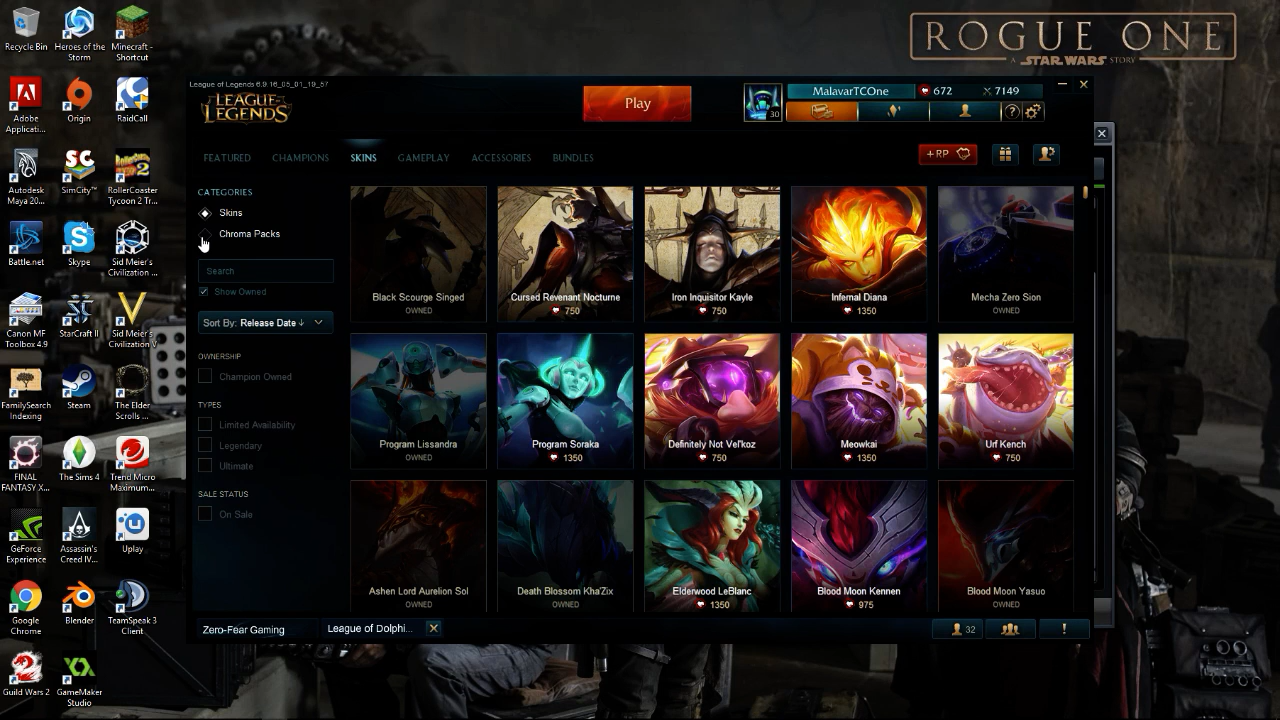 Recycle Bin
Heroes of the Storm
Minecraft - Shortcut
Adobe Applicati...
Origin
RaidCall
Autodesk Maya 20...
SimCity™
RollerCoaster Tycoon 2 Tr...
Battle.net
Skype
Sid Meier's Civilization ...
Canon MF Toolbox 4.9
StarCraft II
Sid Meier's Civilization V
FamilySearch Indexing
Steam
The Elder Scrolls ...
FINAL FANTASY X...
The Sims 4
Trend Micro Maximum...
GeForce Experience
Assassin's Creed IV...
Uplay
Google Chrome
Blender
TeamSpeak 3 Client
Guild Wars 2
GameMaker Studio
ROGUE ONE
A STAR WARS STORY
League of Legends 6.9.16_05_01_19_57
LEAGUE OF LEGENDS
Play
30
MalavarTCOne
672
7149
?
FEATURED
CHAMPIONS
SKINS
GAMEPLAY
ACCESSORIES
BUNDLES
+RP
CATEGORIES
Skins
Chroma Packs
Search
Show Owned
Sort By: Release Date ↓
OWNERSHIP
Champion Owned
TYPES
Limited Availability
Legendary
Ultimate
SALE STATUS
On Sale
Black Scourge Singed
OWNED
Cursed Revenant Nocturne
750
Iron Inquisitor Kayle
750
Infernal Diana
1350
Mecha Zero Sion
OWNED
Program Lissandra
OWNED
Program Soraka
1350
Definitely Not Vel'koz
750
Meowkai
1350
Urf Kench
750
Ashen Lord Aurelion Sol
OWNED
Death Blossom Kha'Zix
OWNED
Elderwood LeBlanc
1350
Blood Moon Kennen
975
Blood Moon Yasuo
OWNED
Zero-Fear Gaming
League of Dolphi...
32
!